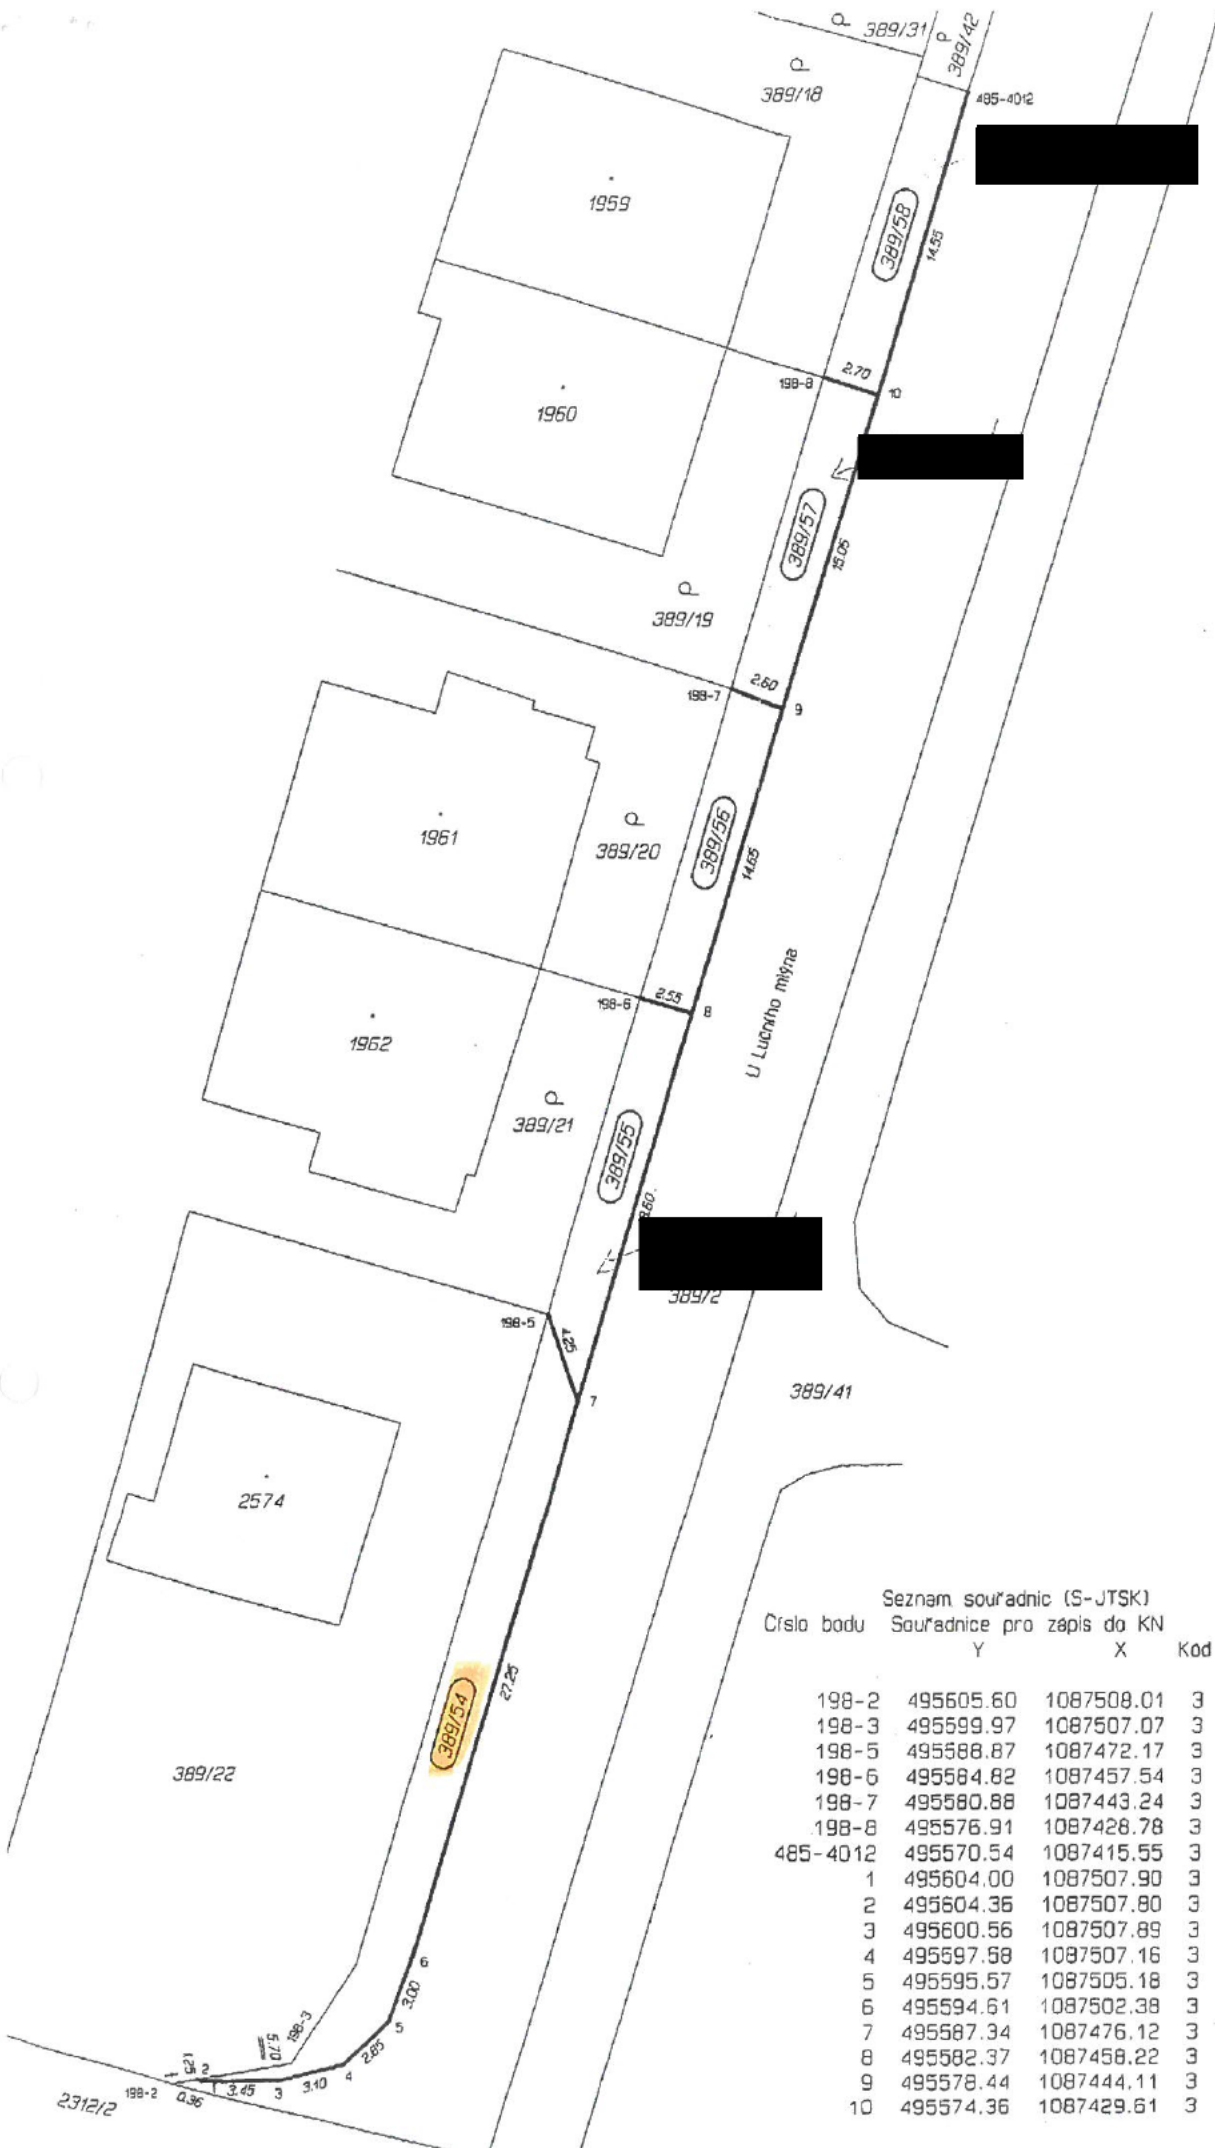 389/31
P
P
389/42
P
389/18
485-4012
1959
389/58
14.55
2.70
198-8
10
1960
389/57
15.05
P
389/19
2.60
198-7
9
1961
P
389/20
389/56
14.65
U Lučního mlýna
2.55
198-6
8
1962
P
389/21
389/55
8.60
389/2
198-5
4.25
7
389/41
2574
27.25
389/54
389/22
6
3.00
5
198-3
5.70
2.85
4
1.25
2
1
198-2
0.36
3.45
3
3.10
2312/2
Seznam souřadnic (S-JTSK)
Číslo bodu Souřadnice pro zápis do KN
Y X Kód
198-2 495605.60 1087508.01 3
198-3 495599.97 1087507.07 3
198-5 495588.87 1087472.17 3
198-6 495584.82 1087457.54 3
198-7 495580.88 1087443.24 3
198-8 495576.91 1087428.78 3
485-4012 495570.54 1087415.55 3
1 495604.00 1087507.90 3
2 495604.36 1087507.80 3
3 495600.56 1087507.89 3
4 495597.58 1087507.16 3
5 495595.57 1087505.18 3
6 495594.61 1087502.38 3
7 495587.34 1087476.12 3
8 495582.37 1087458.22 3
9 495578.44 1087444.11 3
10 495574.36 1087429.61 3